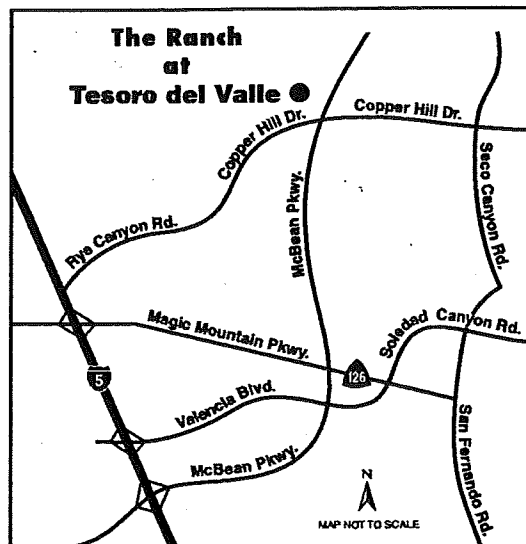 The Ranch
at
Tesoro del Valle
Copper Hill Dr.
Copper Hill Dr.
Seco Canyon Rd.
McBean Pkwy.
Rye Canyon Rd.
Magic Mountain Pkwy.
Soledad Canyon Rd.
126
5
Valencia Blvd.
San Fernando Rd.
McBean Pkwy.
N
MAP NOT TO SCALE